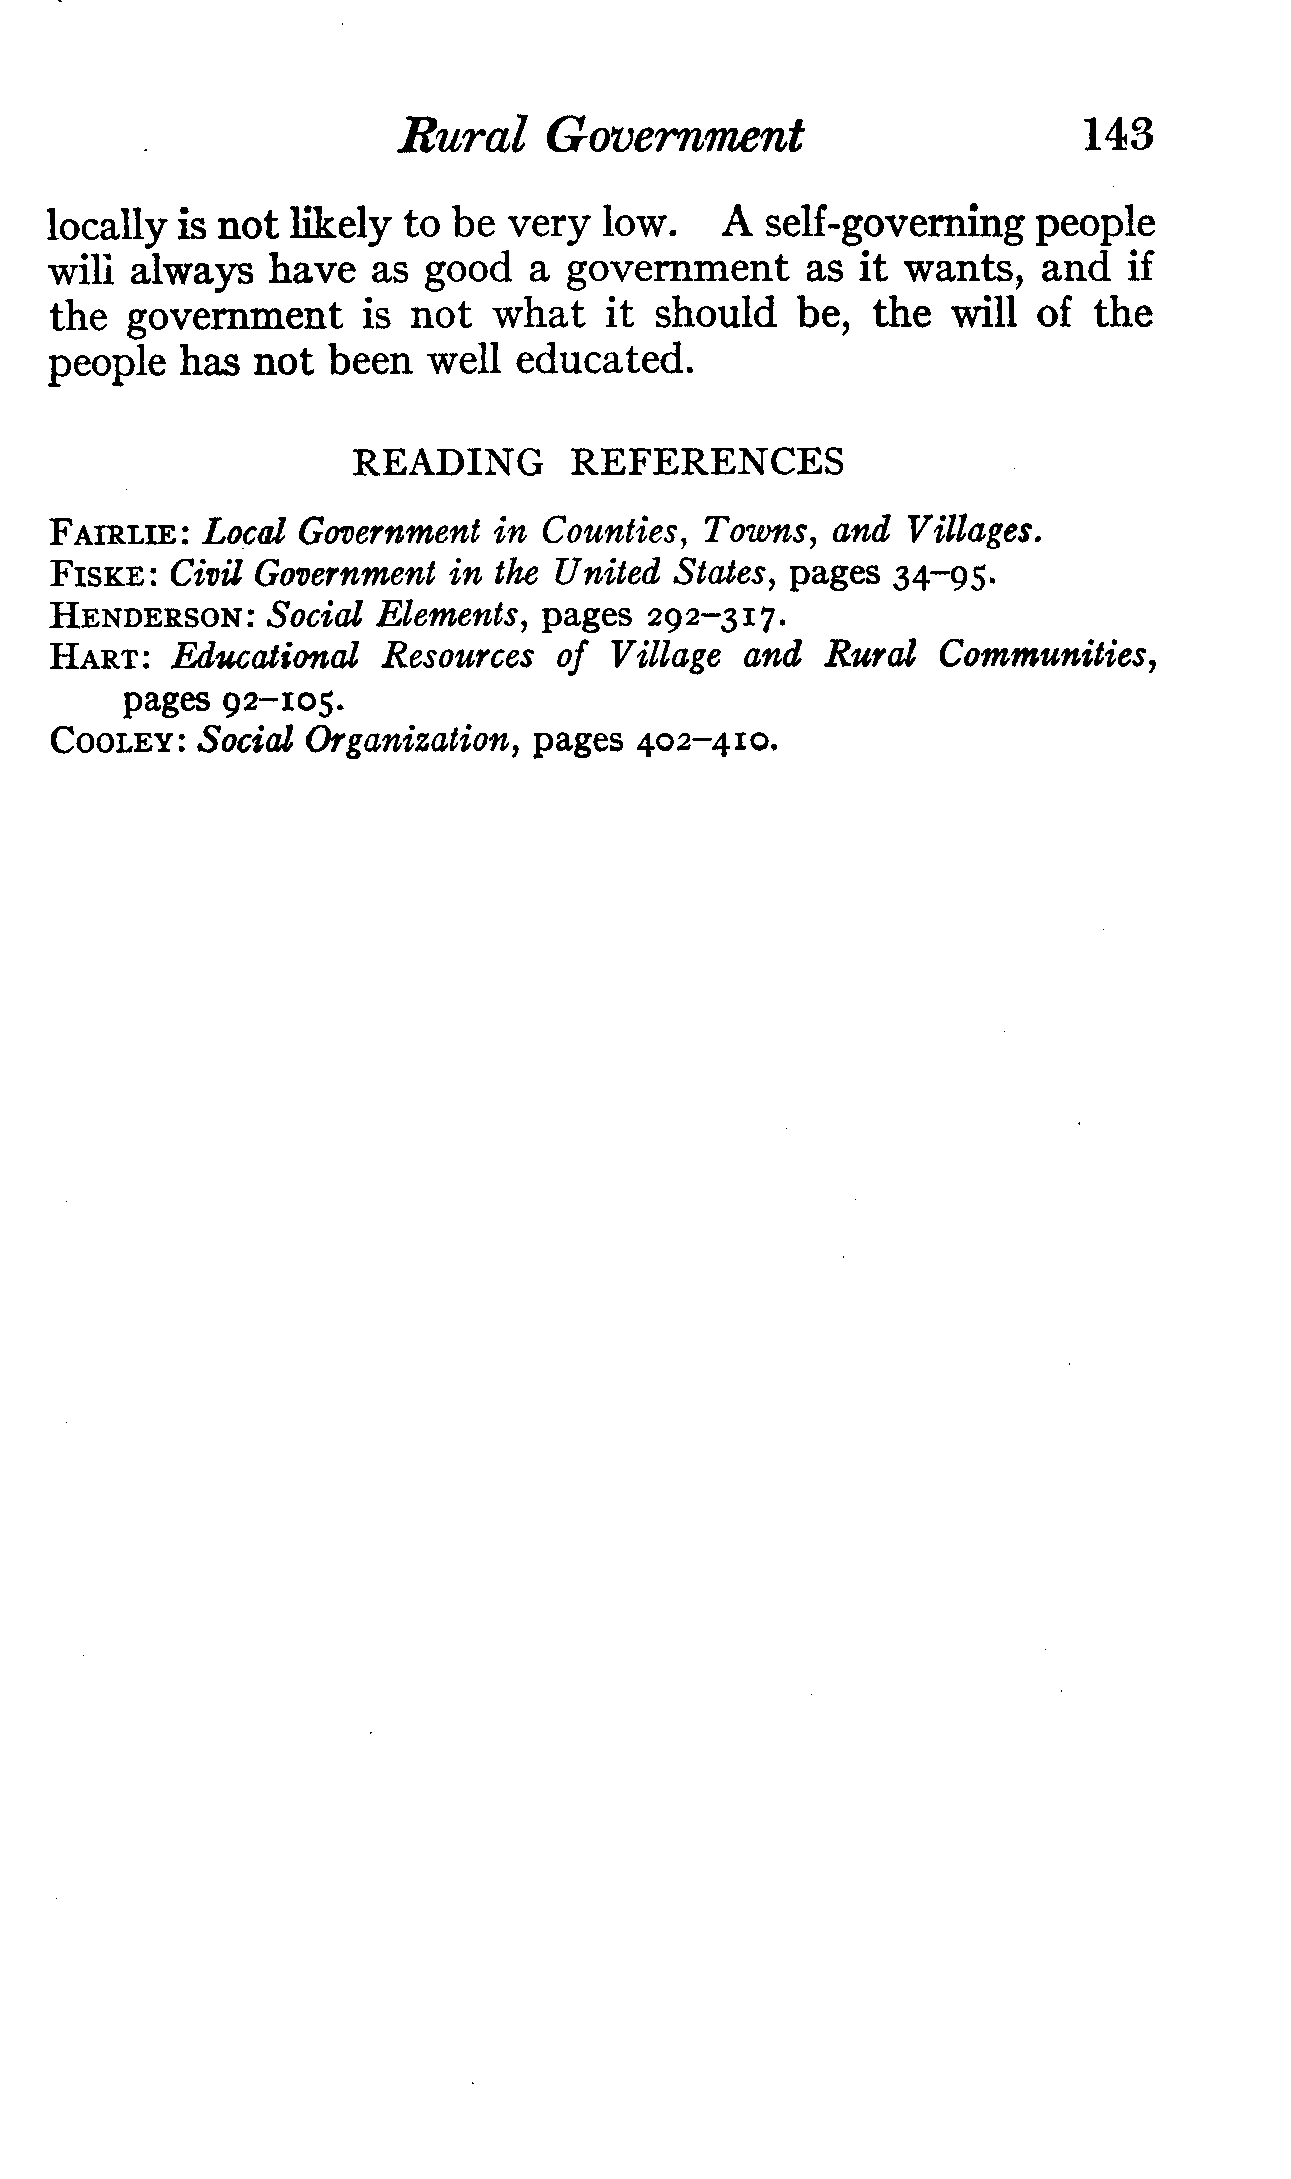 Rural Government 143
locally is not likely to be very low. A self-governing people
will always have as good a government as it wants, and if
the government is not what it should be, the will of the
people has not been well educated.
READING REFERENCES
FAIRLIE: Local Government in Counties, Towns, and Villages.
FISKE: Civil Government in the United States, pages 34–95.
HENDERSON: Social Elements, pages 292–317.
HART: Educational Resources of Village and Rural Communities,
pages 92–105.
COOLEY: Social Organization, pages 402–410.